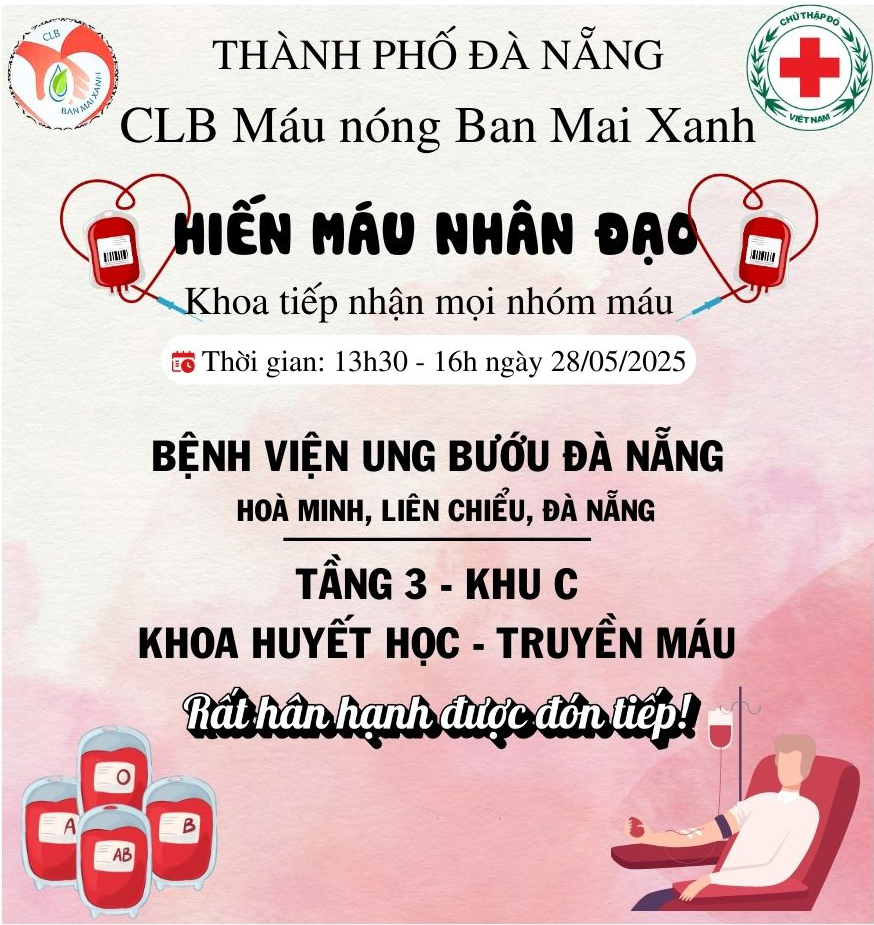 CLB
BAN MAI XANH
CHỮ THẬP ĐỎ
VIỆT NAM
THÀNH PHỐ ĐÀ NẴNG
CLB Máu nóng Ban Mai Xanh
HIẾN MÁU NHÂN ĐẠO
Khoa tiếp nhận mọi nhóm máu
Thời gian: 13h30 - 16h ngày 28/05/2025
BỆNH VIỆN UNG BƯỚU ĐÀ NẴNG
HOÀ MINH, LIÊN CHIỂU, ĐÀ NẴNG
TẦNG 3 - KHU C
KHOA HUYẾT HỌC - TRUYỀN MÁU
Rất hân hạnh được đón tiếp!
O
A
B
AB